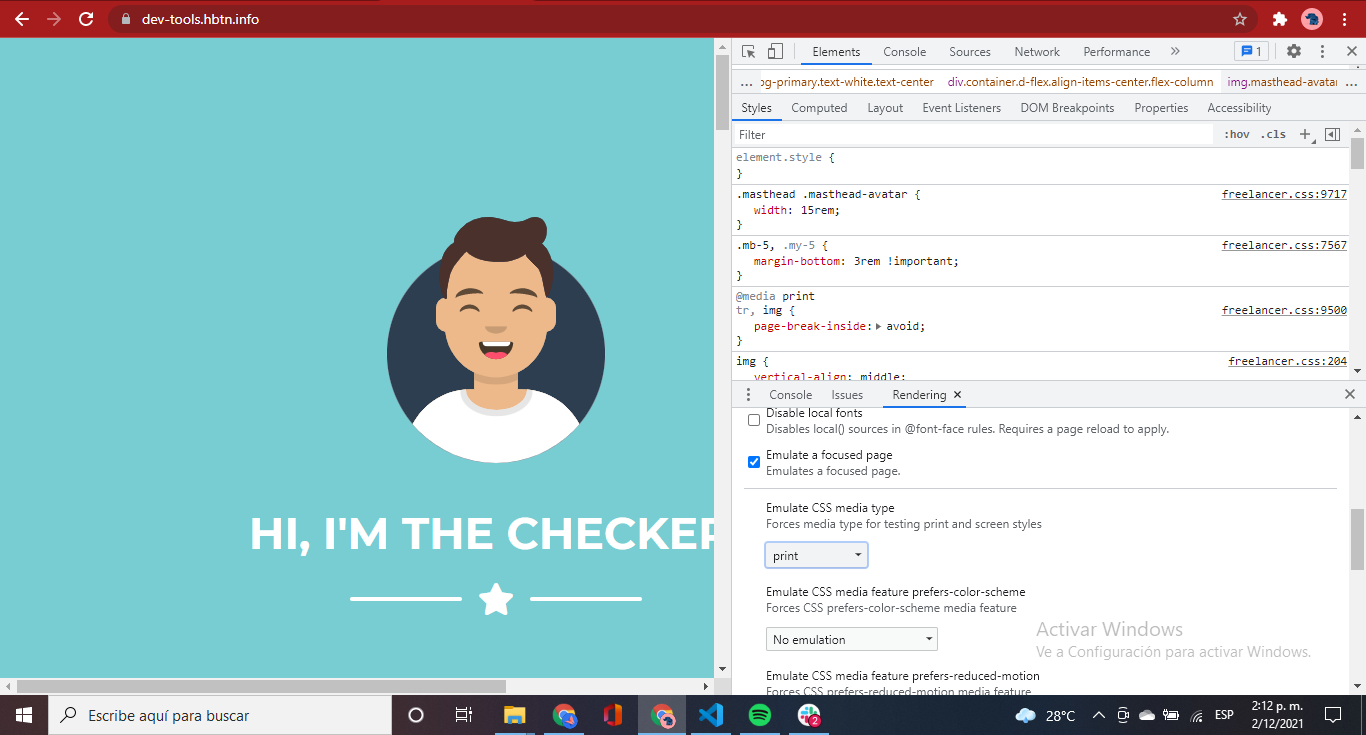 dev-tools.hbtn.info
Elements Console Sources Network Performance » 1
... bg-primary.text-white.text-center div.container.d-flex.align-items-center.flex-column img.masthead-avatar ...
Styles Computed Layout Event Listeners DOM Breakpoints Properties Accessibility
Filter :hov .cls +
element.style {
}
.masthead .masthead-avatar { freelancer.css:9717
width: 15rem;
}
.mb-5, .my-5 { freelancer.css:7567
margin-bottom: 3rem !important;
}
@media print
tr, img { freelancer.css:9500
page-break-inside: avoid;
}
img { freelancer.css:204
vertical-align: middle;
HI, I'M THE CHECKER
Console Issues Rendering ×
Disable local fonts
Disables local() sources in @font-face rules. Requires a page reload to apply.
Emulate a focused page
Emulates a focused page.
Emulate CSS media type
Forces media type for testing print and screen styles
print
Emulate CSS media feature prefers-color-scheme
Forces CSS prefers-color-scheme media feature
No emulation
Emulate CSS media feature prefers-reduced-motion
Forces CSS prefers-reduced-motion media feature
Activar Windows
Ve a Configuración para activar Windows.
Escribe aquí para buscar
2
28°C
ESP
2:12 p. m.
2/12/2021